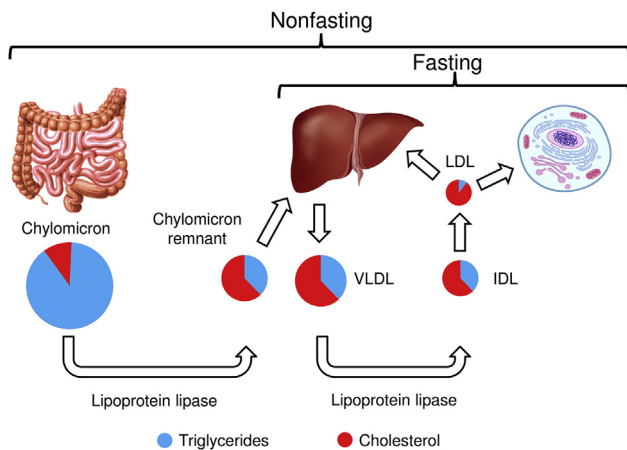 Nonfasting
Fasting
LDL
Chylomicron
Chylomicron
remnant
VLDL
IDL
Lipoprotein lipase
Lipoprotein lipase
Triglycerides
Cholesterol